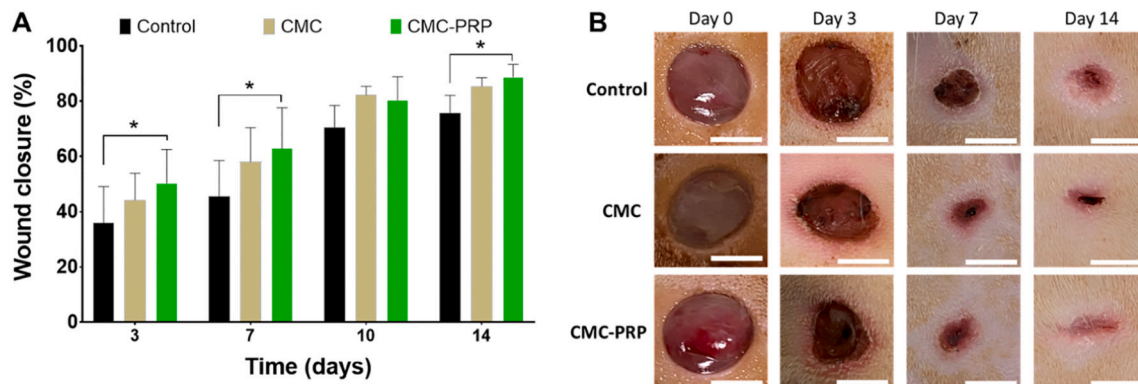 A
Control CMC CMC-PRP
Wound closure (%)
100
80
60
40
20
0
* * *
3 7 10 14
Time (days)
B
Day 0 Day 3 Day 7 Day 14
Control
CMC
CMC-PRP